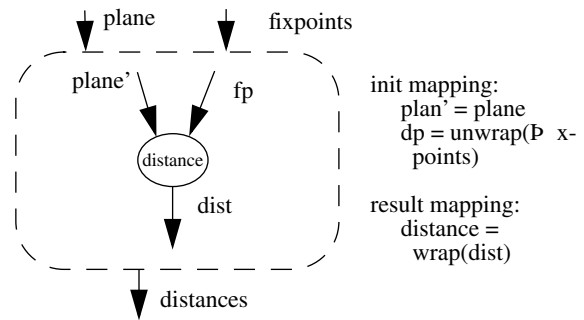 plane
fixpoints
plane’
fp
distance
dist
distances
init mapping:
plan’ = plane
dp = unwrap(Þ x-
points)
result mapping:
distance =
wrap(dist)